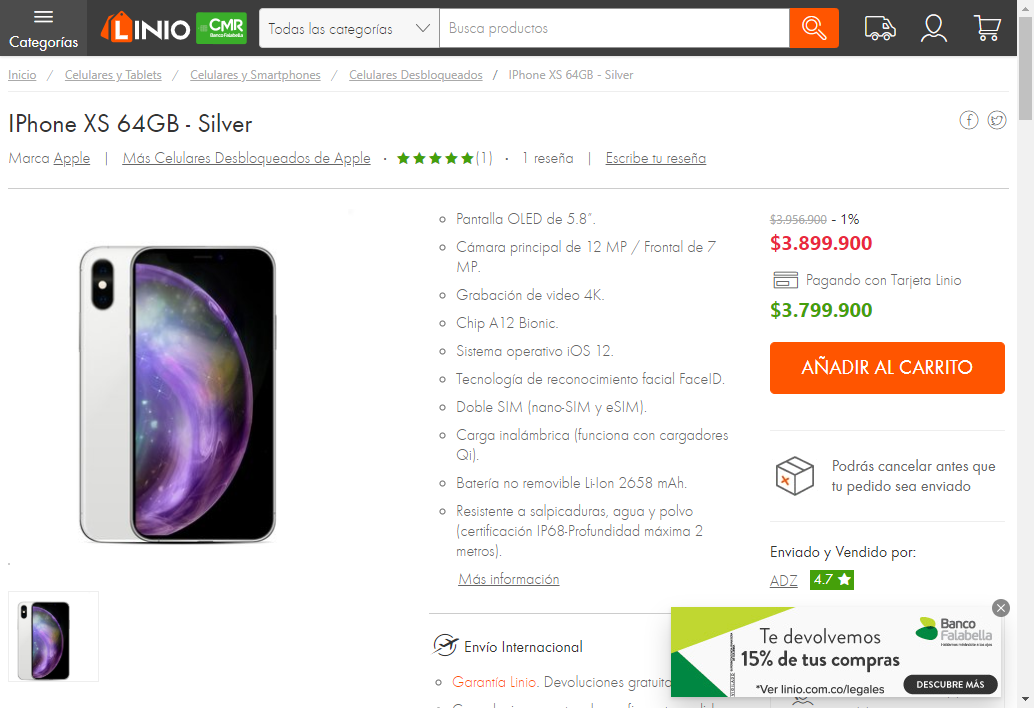 Categorías
LINIO
CMR
Banco Falabella
Todas las categorías
Busca productos
Inicio / Celulares y Tablets / Celulares y Smartphones / Celulares Desbloqueados / IPhone XS 64GB - Silver
IPhone XS 64GB - Silver
Marca Apple | Más Celulares Desbloqueados de Apple · ★★★★★(1) · 1 reseña | Escribe tu reseña
Pantalla OLED de 5.8”.
Cámara principal de 12 MP / Frontal de 7
MP.
Grabación de video 4K.
Chip A12 Bionic.
Sistema operativo iOS 12.
Tecnología de reconocimiento facial FaceID.
Doble SIM (nano-SIM y eSIM).
Carga inalámbrica (funciona con cargadores
Qi).
Batería no removible Li-Ion 2658 mAh.
Resistente a salpicaduras, agua y polvo
(certificación IP68-Profundidad máxima 2
metros).
Más información
Envío Internacional
Garantía Linio. Devoluciones gratuita
$3.956.900 - 1%
$3.899.900
Pagando con Tarjeta Linio
$3.799.900
AÑADIR AL CARRITO
Podrás cancelar antes que
tu pedido sea enviado
Enviado y Vendido por:
ADZ 4.7 ★
Te devolvemos
15% de tus compras
*Ver linio.com.co/legales
Banco
Falabella
DESCUBRE MÁS